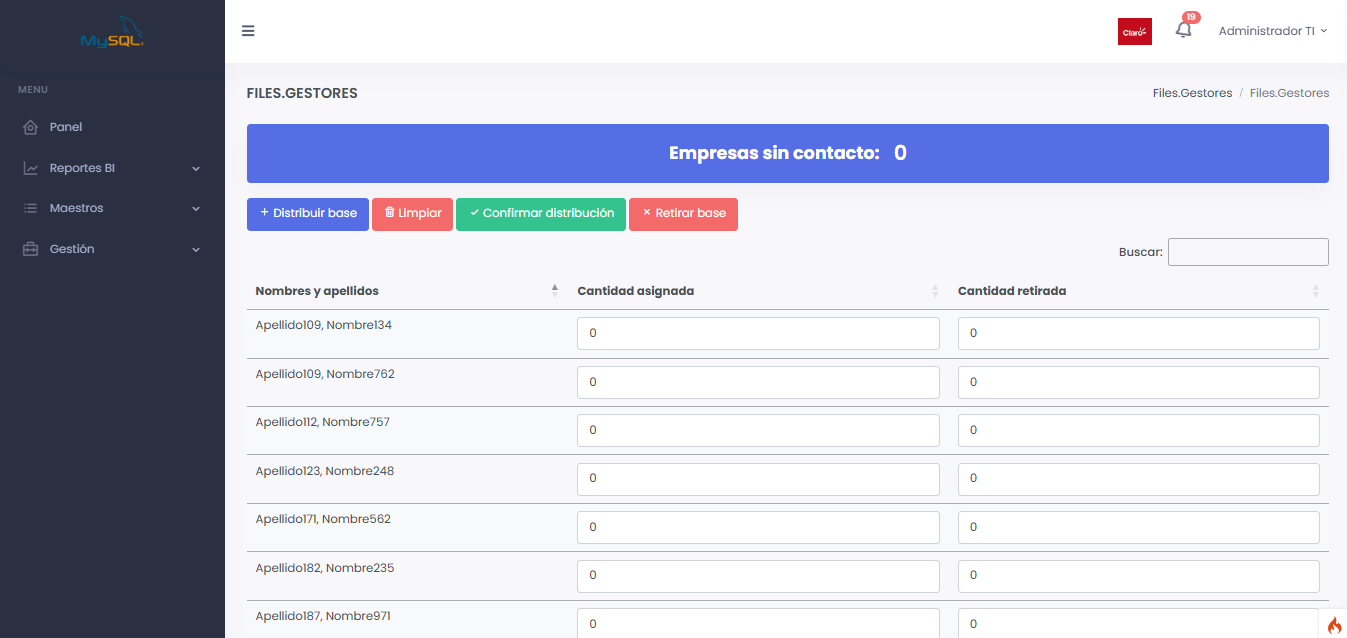 MySQL
Claro
19
Administrador TI
MENU
Panel
Reportes BI
Maestros
Gestión
FILES.GESTORES
Files.Gestores / Files.Gestores
Empresas sin contacto: 0
Distribuir base
Limpiar
Confirmar distribución
Retirar base
Buscar:
Nombres y apellidos Cantidad asignada Cantidad retirada
Apellido109, Nombre134 0 0
Apellido109, Nombre762 0 0
Apellido112, Nombre757 0 0
Apellido123, Nombre248 0 0
Apellido171, Nombre562 0 0
Apellido182, Nombre235 0 0
Apellido187, Nombre971 0 0